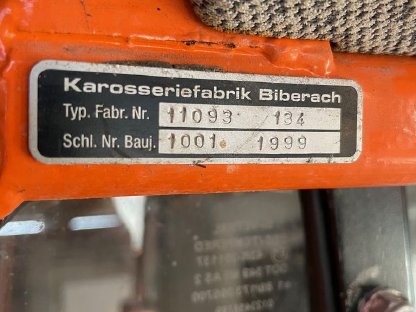 Karosseriefabrik Biberach
Typ. Fabr. Nr. 11093 134
Schl. Nr. Bauj. 1001 1999